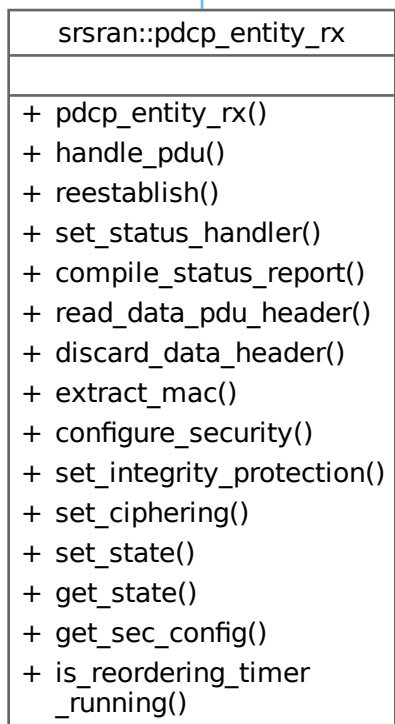 srsran::pdcp_entity_rx
+ pdcp_entity_rx()
+ handle_pdu()
+ reestablish()
+ set_status_handler()
+ compile_status_report()
+ read_data_pdu_header()
+ discard_data_header()
+ extract_mac()
+ configure_security()
+ set_integrity_protection()
+ set_ciphering()
+ set_state()
+ get_state()
+ get_sec_config()
+ is_reordering_timer
_running()